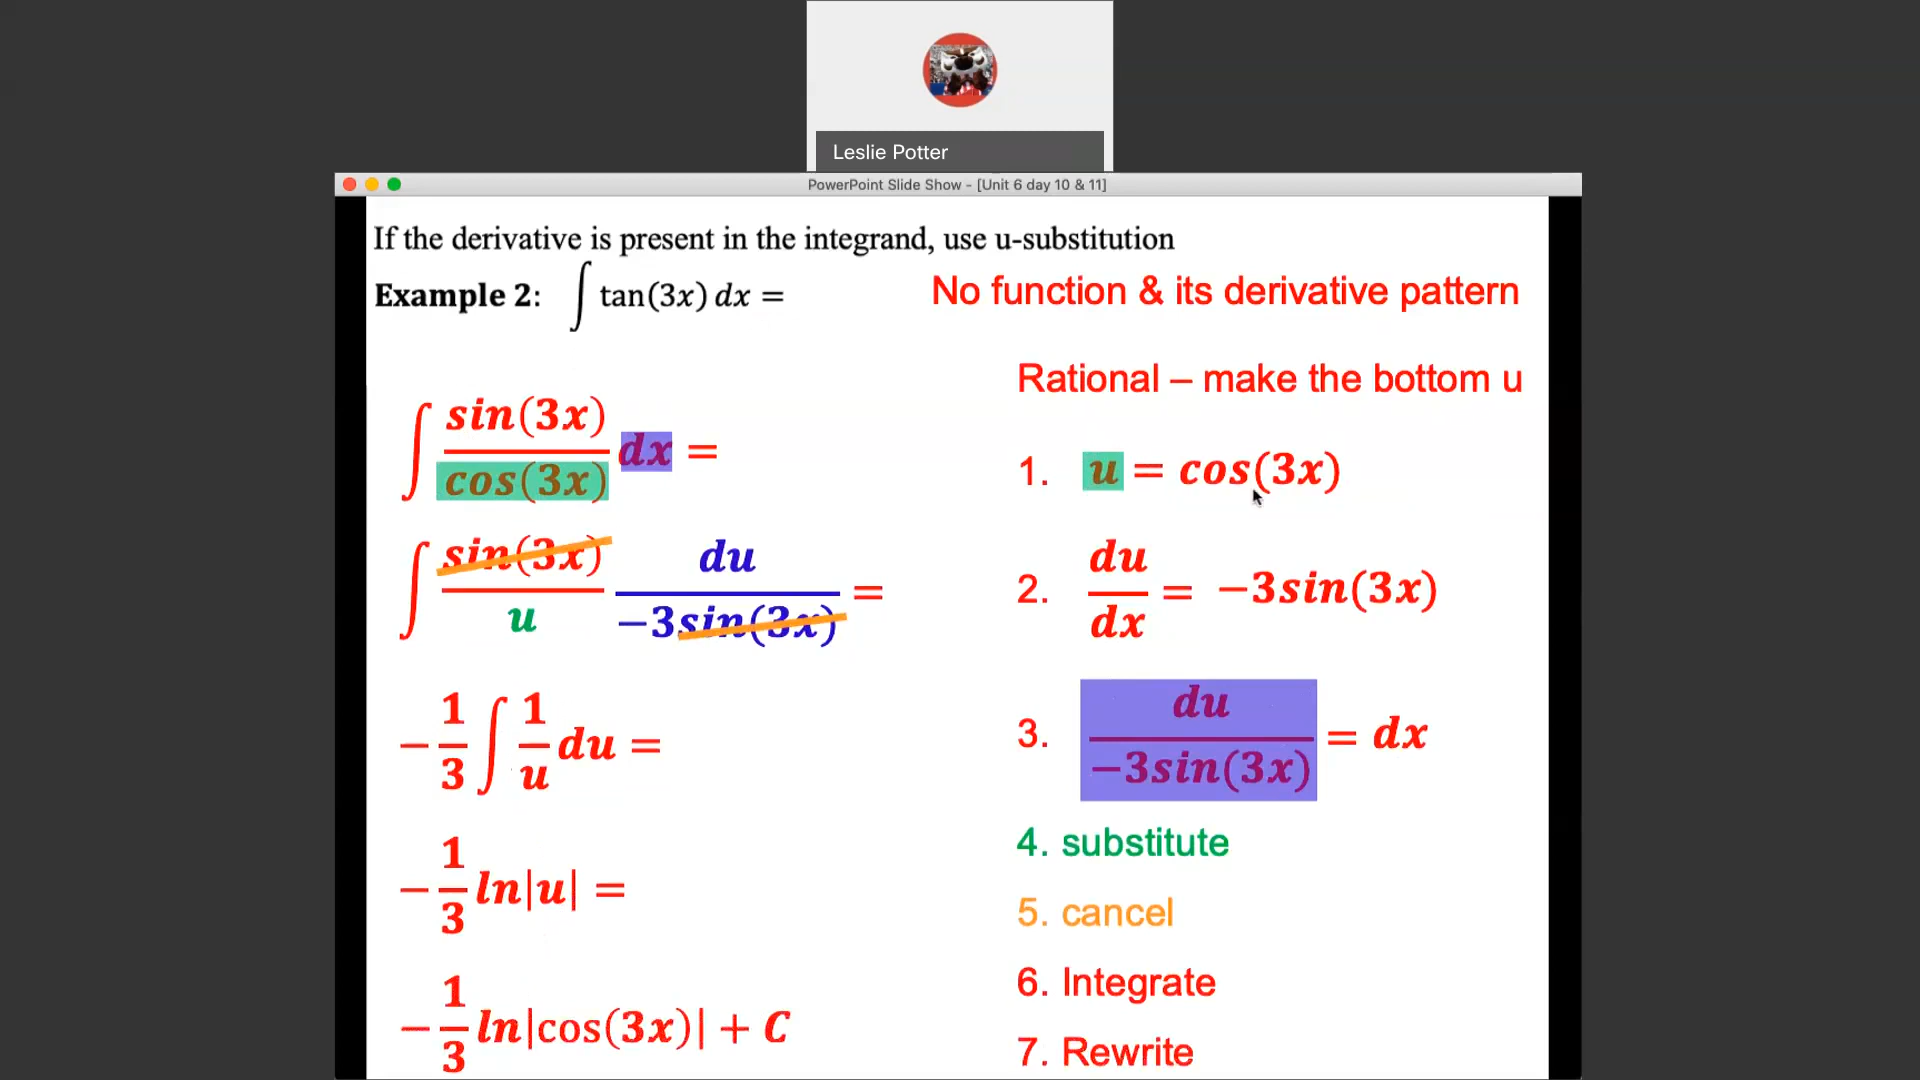 Leslie Potter
PowerPoint Slide Show - [Unit 6 day 10 & 11]
If the derivative is present in the integrand, use u-substitution
Example 2: ∫ tan(3x) dx =
No function & its derivative pattern
Rational – make the bottom u
∫ sin(3x)/cos(3x) dx =
1. u = cos(3x)
∫ sin(3x)/u du/−3sin(3x) =
2. du/dx = −3sin(3x)
−1/3 ∫ 1/u du =
3. du/−3sin(3x) = dx
−1/3 ln|u| =
4. substitute
5. cancel
−1/3 ln|cos(3x)| + C
6. Integrate
7. Rewrite